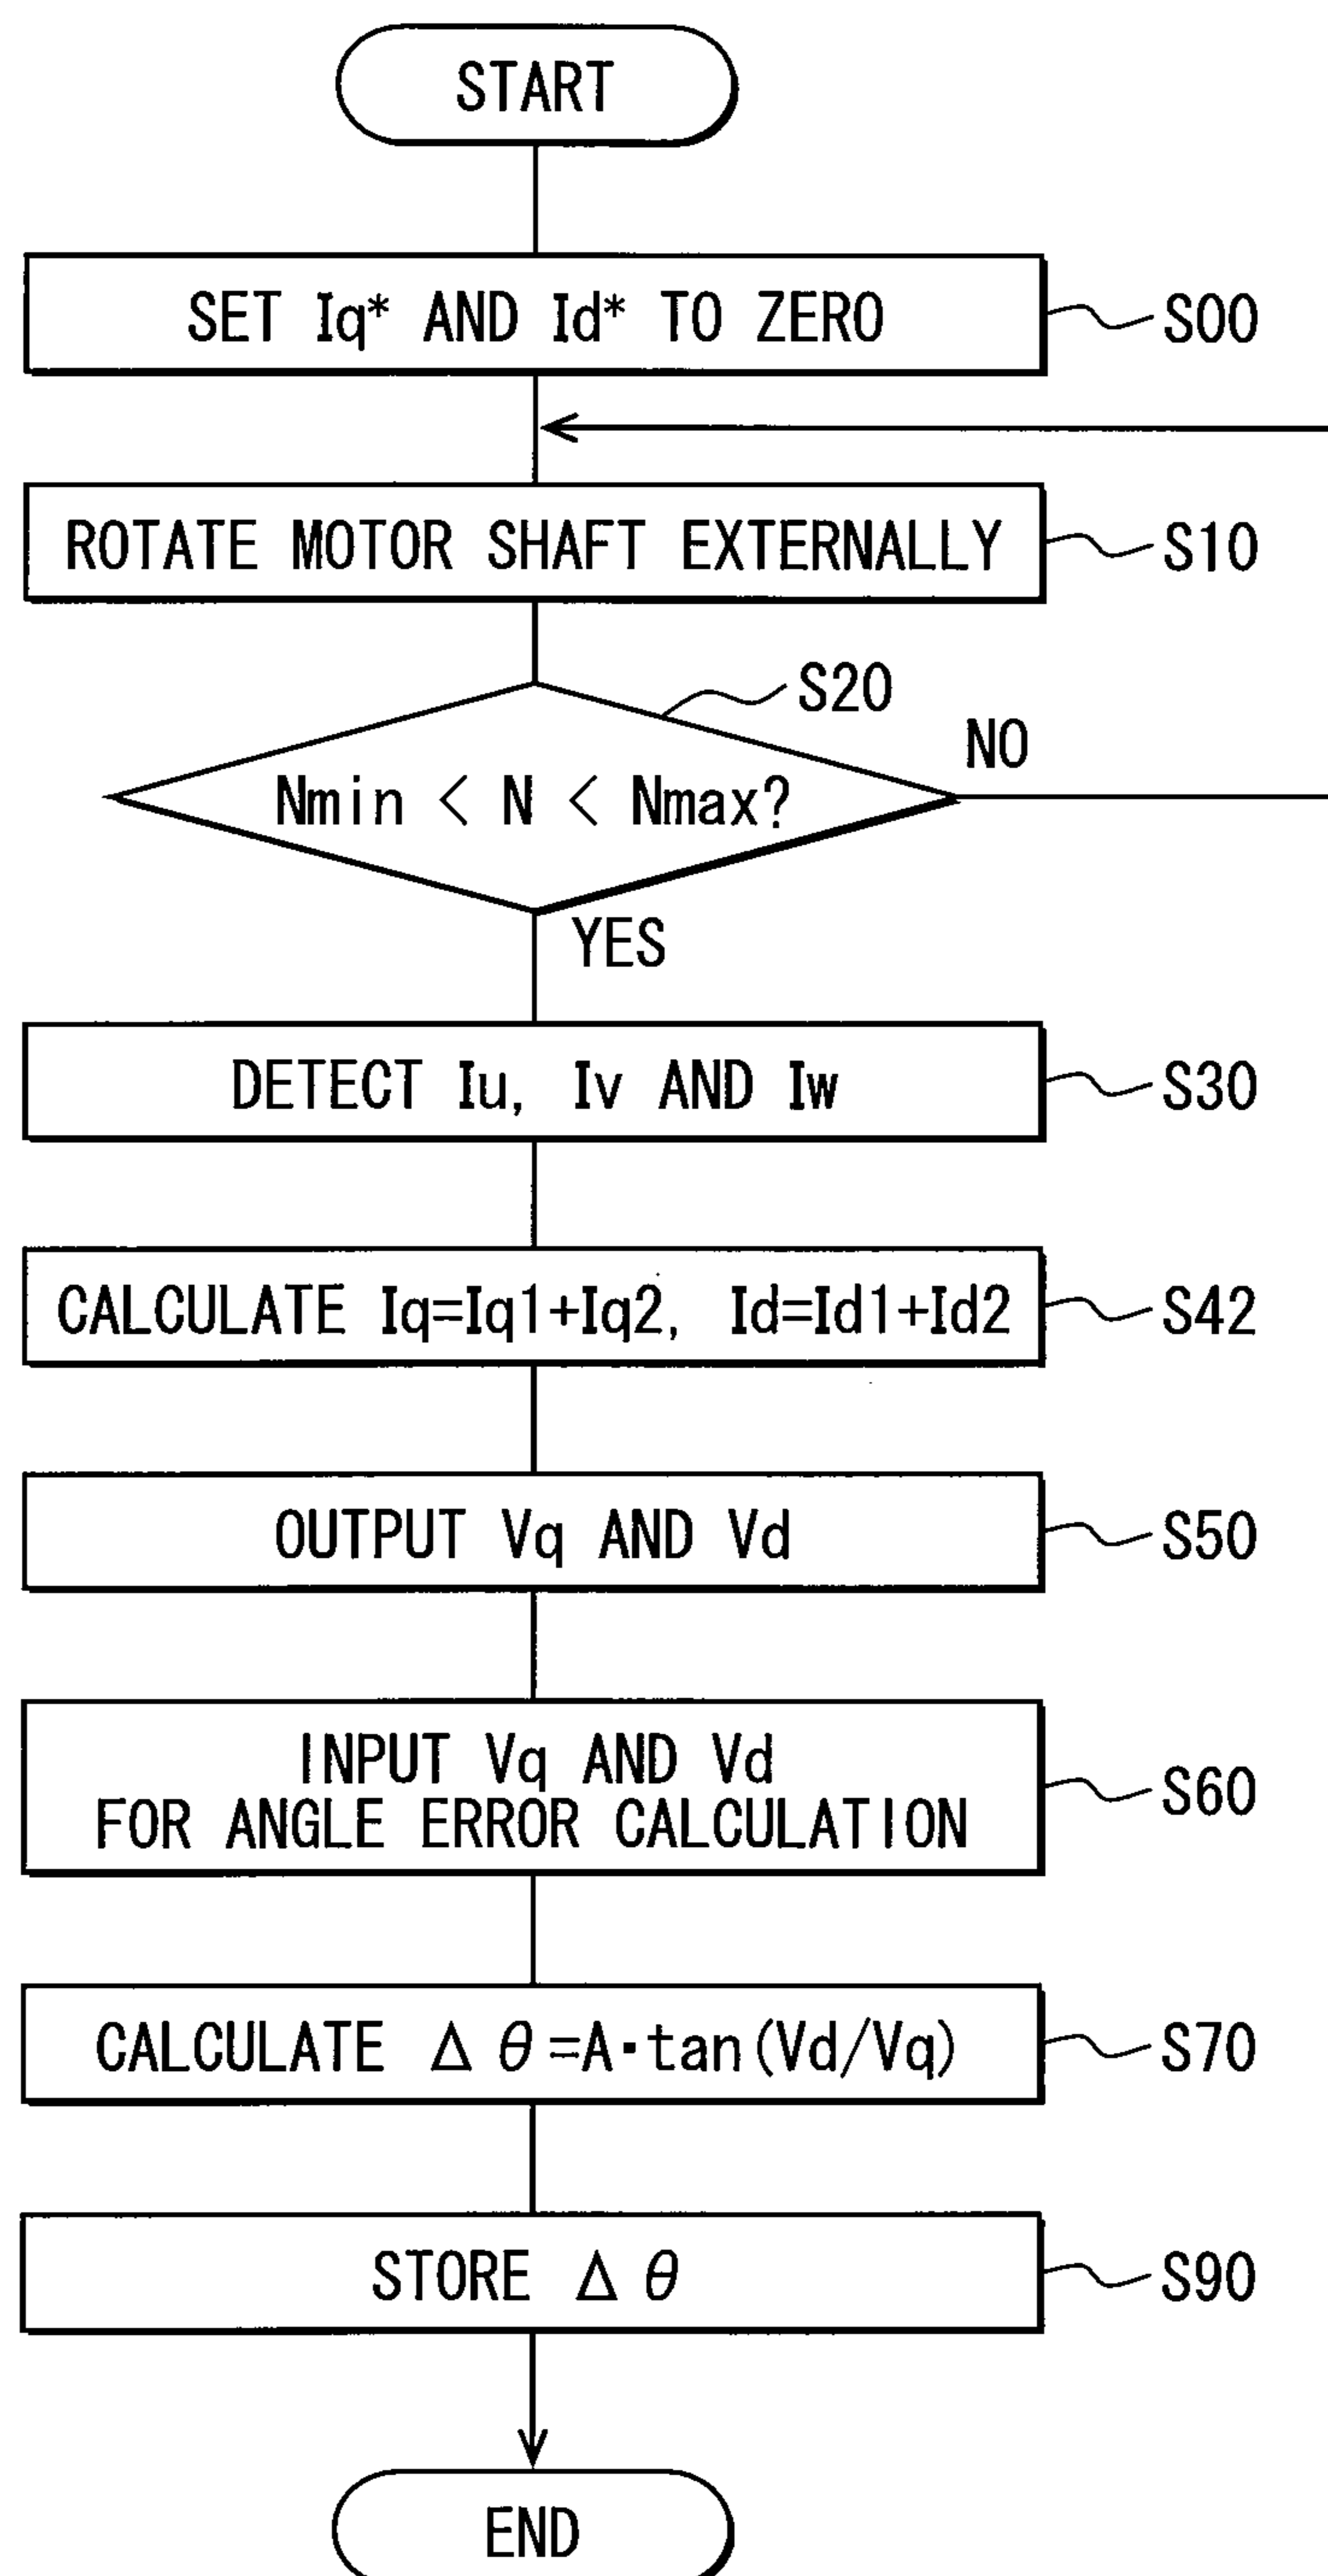 START
SET Iq* AND Id* TO ZERO
S00
ROTATE MOTOR SHAFT EXTERNALLY
S10
S20
Nmin < N < Nmax?
NO
YES
DETECT Iu, Iv AND Iw
S30
CALCULATE Iq=Iq1+Iq2, Id=Id1+Id2
S42
OUTPUT Vq AND Vd
S50
INPUT Vq AND Vd
FOR ANGLE ERROR CALCULATION
S60
CALCULATE Δθ=A·tan(Vd/Vq)
S70
STORE Δθ
S90
END